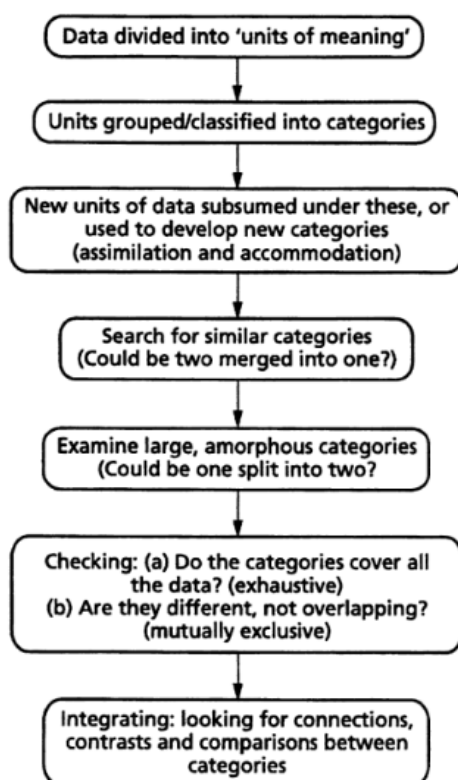 Data divided into ‘units of meaning’
Units grouped/classified into categories
New units of data subsumed under these, or
used to develop new categories
(assimilation and accommodation)
Search for similar categories
(Could be two merged into one?)
Examine large, amorphous categories
(Could be one split into two?
Checking: (a) Do the categories cover all
the data? (exhaustive)
(b) Are they different, not overlapping?
(mutually exclusive)
Integrating: looking for connections,
contrasts and comparisons between
categories